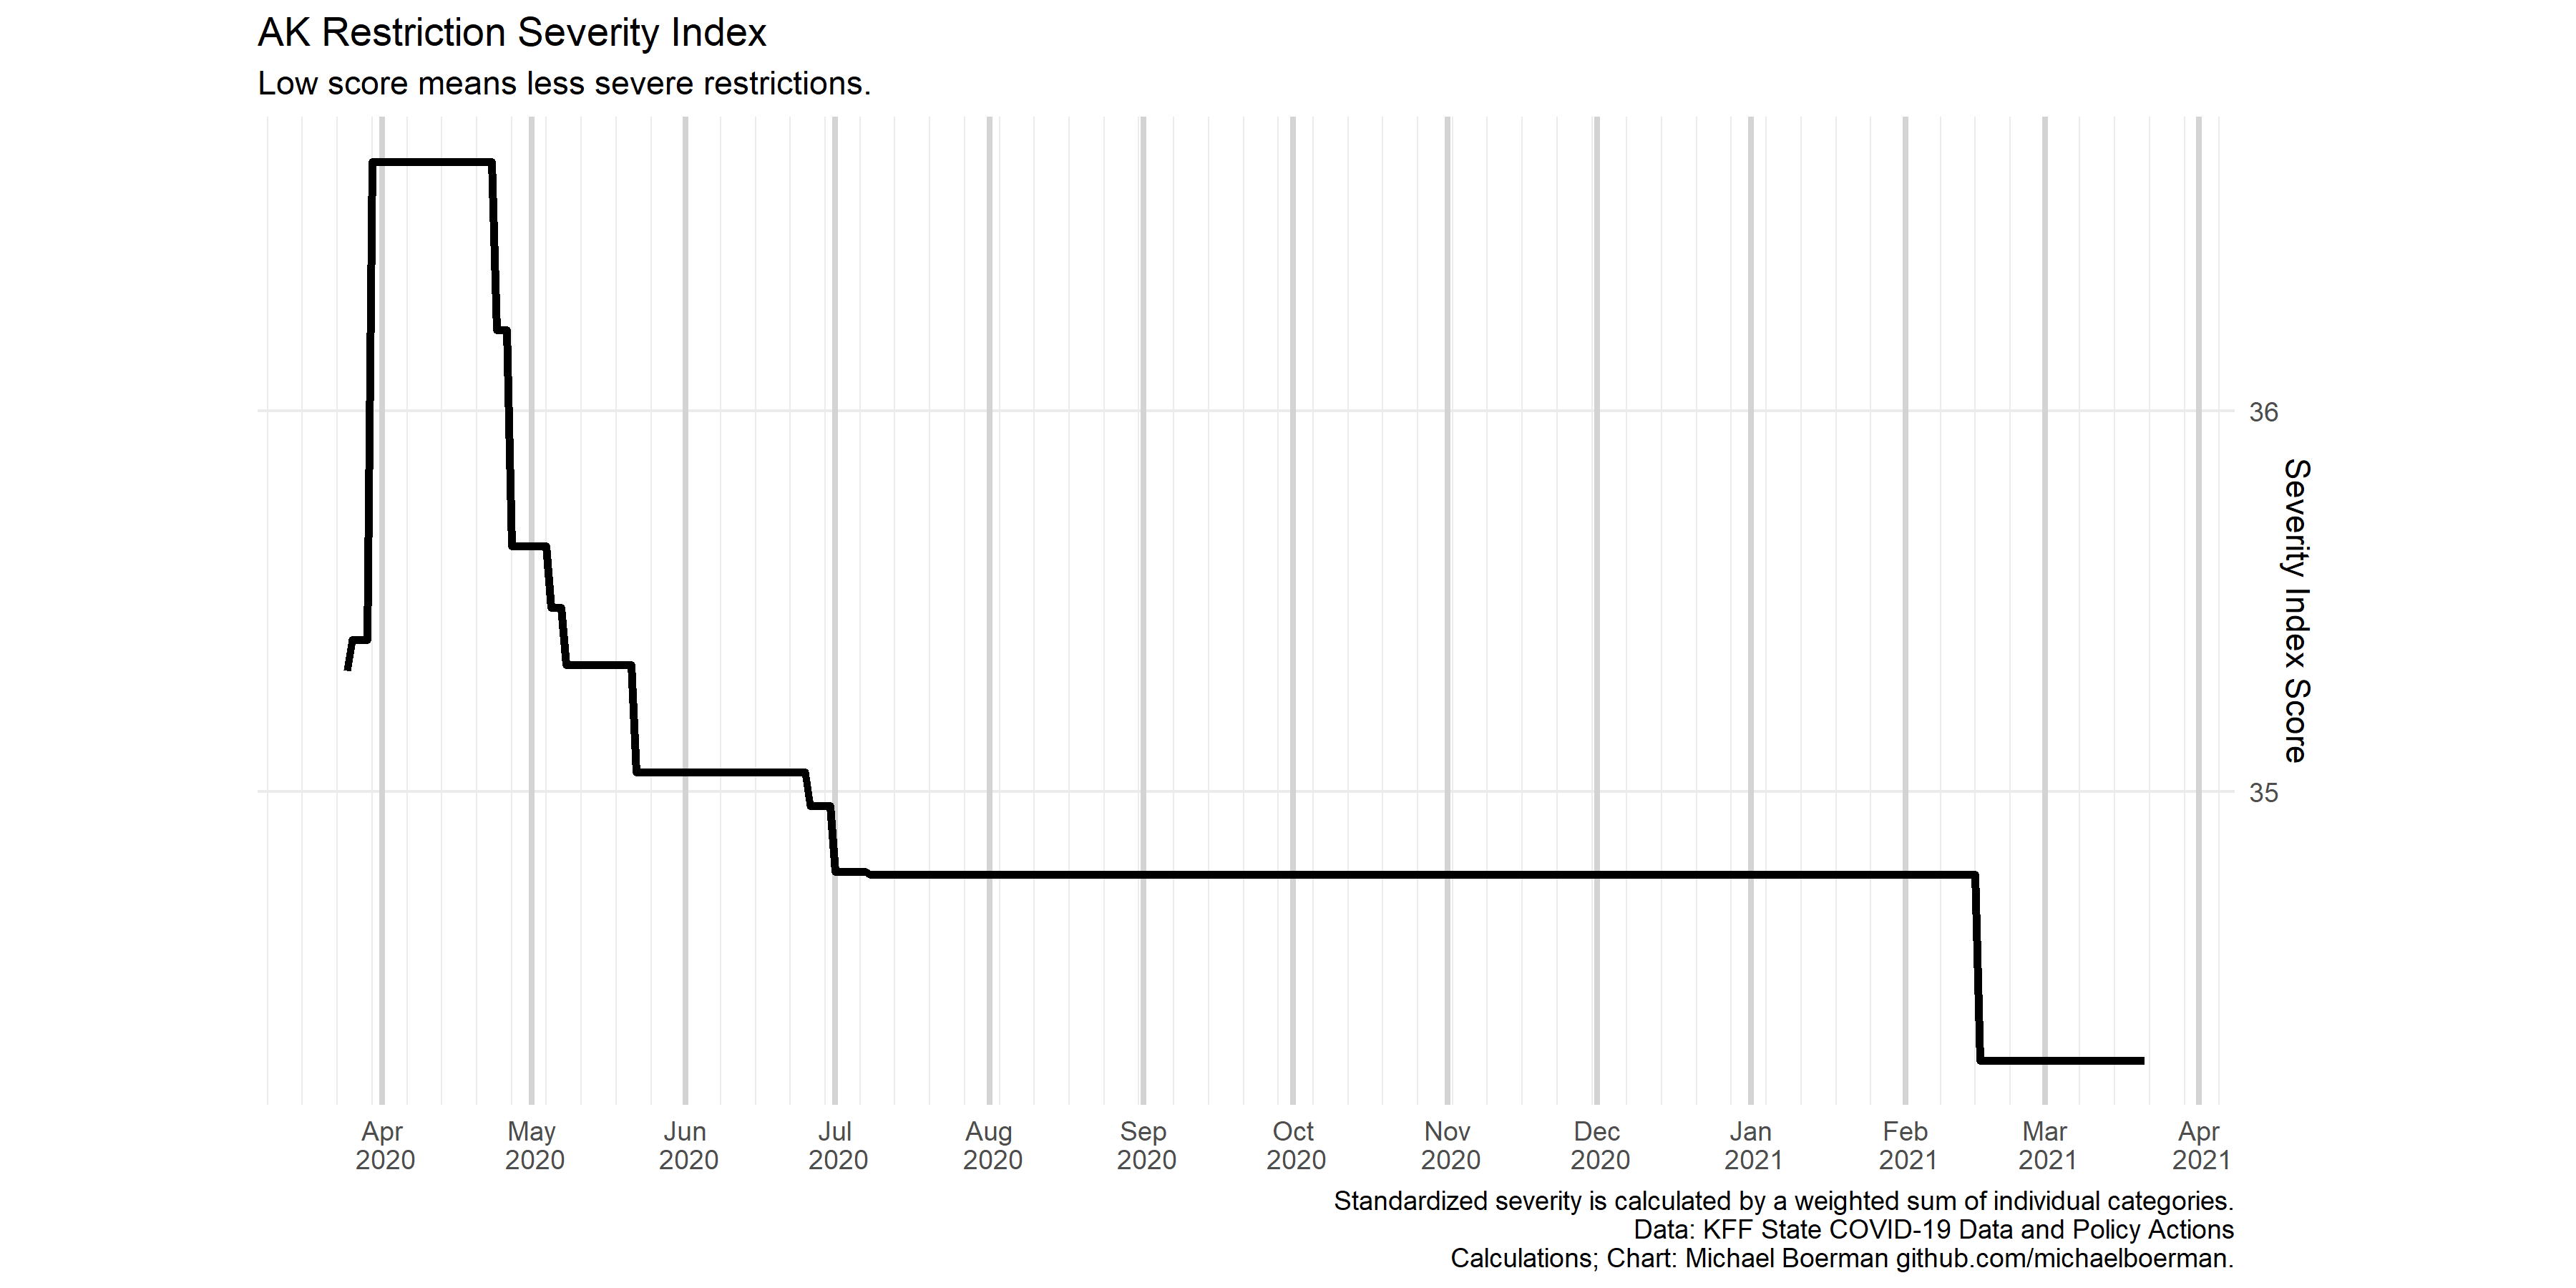 AK Restriction Severity Index
Low score means less severe restrictions.
36
35
Severity Index Score
Apr
2020
May
2020
Jun
2020
Jul
2020
Aug
2020
Sep
2020
Oct
2020
Nov
2020
Dec
2020
Jan
2021
Feb
2021
Mar
2021
Apr
2021
Standardized severity is calculated by a weighted sum of individual categories.
Data: KFF State COVID-19 Data and Policy Actions
Calculations; Chart: Michael Boerman github.com/michaelboerman.